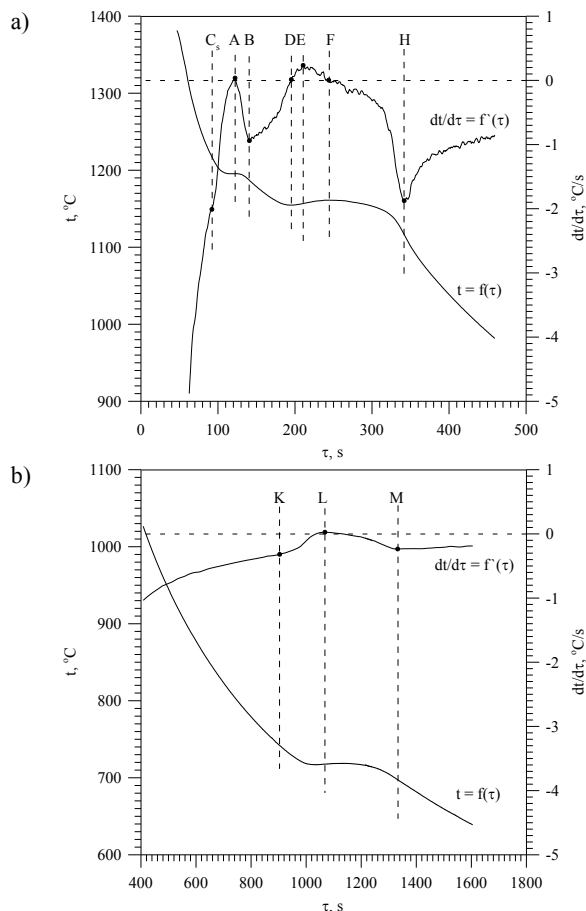 a)
1400
1300
1200
1100
1000
900
t, °C
C_s A B D E F H
1
0
-1
-2
-3
-4
-5
dt/dτ, °C/s
dt/dτ = f`(τ)
t = f(τ)
0 100 200 300 400 500
τ, s
b)
1100
1000
900
800
700
600
t, °C
K L M
1
0
-1
-2
-3
-4
-5
dt/dτ, °C/s
dt/dτ = f`(τ)
t = f(τ)
400 600 800 1000 1200 1400 1600 1800
τ, s